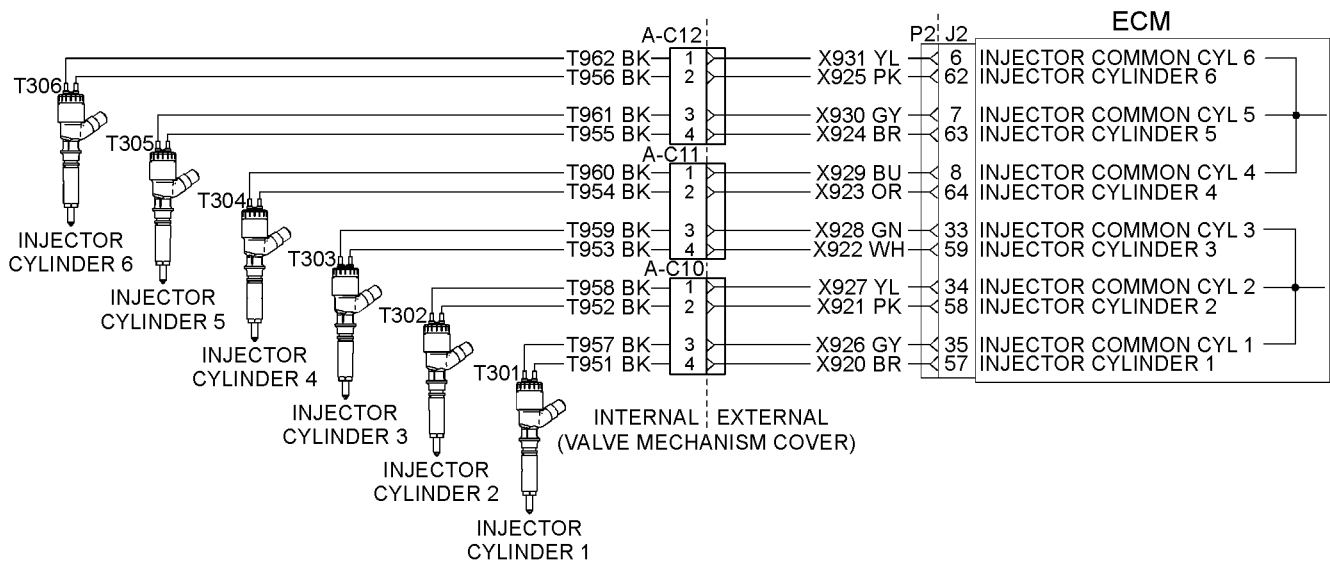 ECM
A-C12
P2 J2
T962 BK 1 X931 YL 6 INJECTOR COMMON CYL 6
T956 BK 2 X925 PK 62 INJECTOR CYLINDER 6
T306
T961 BK 3 X930 GY 7 INJECTOR COMMON CYL 5
T955 BK 4 X924 BR 63 INJECTOR CYLINDER 5
T305
A-C11
T960 BK 1 X929 BU 8 INJECTOR COMMON CYL 4
T954 BK 2 X923 OR 64 INJECTOR CYLINDER 4
T304
T959 BK 3 X928 GN 33 INJECTOR COMMON CYL 3
T953 BK 4 X922 WH 59 INJECTOR CYLINDER 3
INJECTOR
CYLINDER 6
T303
A-C10
T958 BK 1 X927 YL 34 INJECTOR COMMON CYL 2
T952 BK 2 X921 PK 58 INJECTOR CYLINDER 2
INJECTOR
CYLINDER 5
T302
T957 BK 3 X926 GY 35 INJECTOR COMMON CYL 1
T951 BK 4 X920 BR 57 INJECTOR CYLINDER 1
INJECTOR
CYLINDER 4
T301
INJECTOR
CYLINDER 3
INTERNAL EXTERNAL
(VALVE MECHANISM COVER)
INJECTOR
CYLINDER 2
INJECTOR
CYLINDER 1